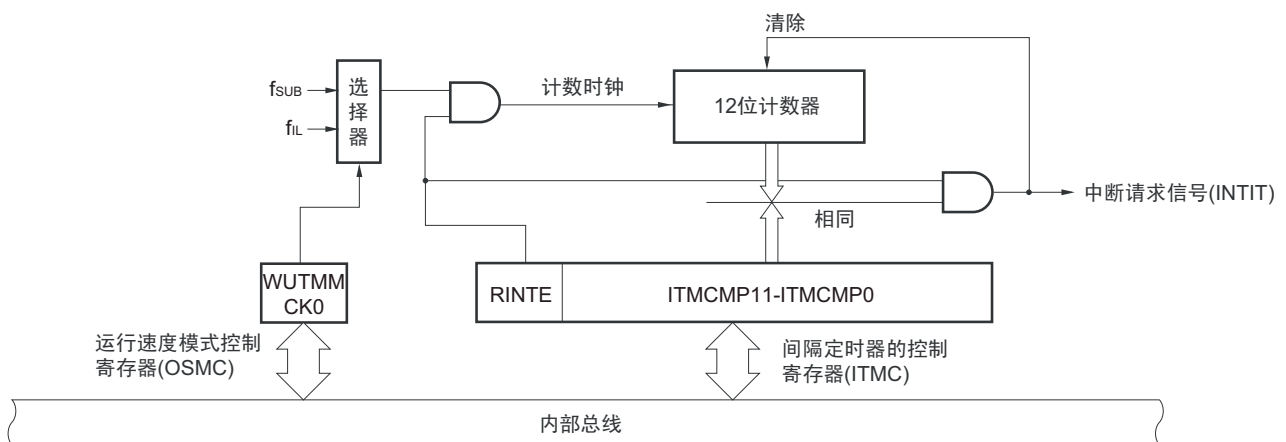 清除
fSUB
fIL
选
择
器
计数时钟
12位计数器
中断请求信号(INTIT)
相同
WUTMM
CK0
RINTE
ITMCMP11-ITMCMP0
运行速度模式控制
寄存器(OSMC)
间隔定时器的控制
寄存器(ITMC)
内部总线